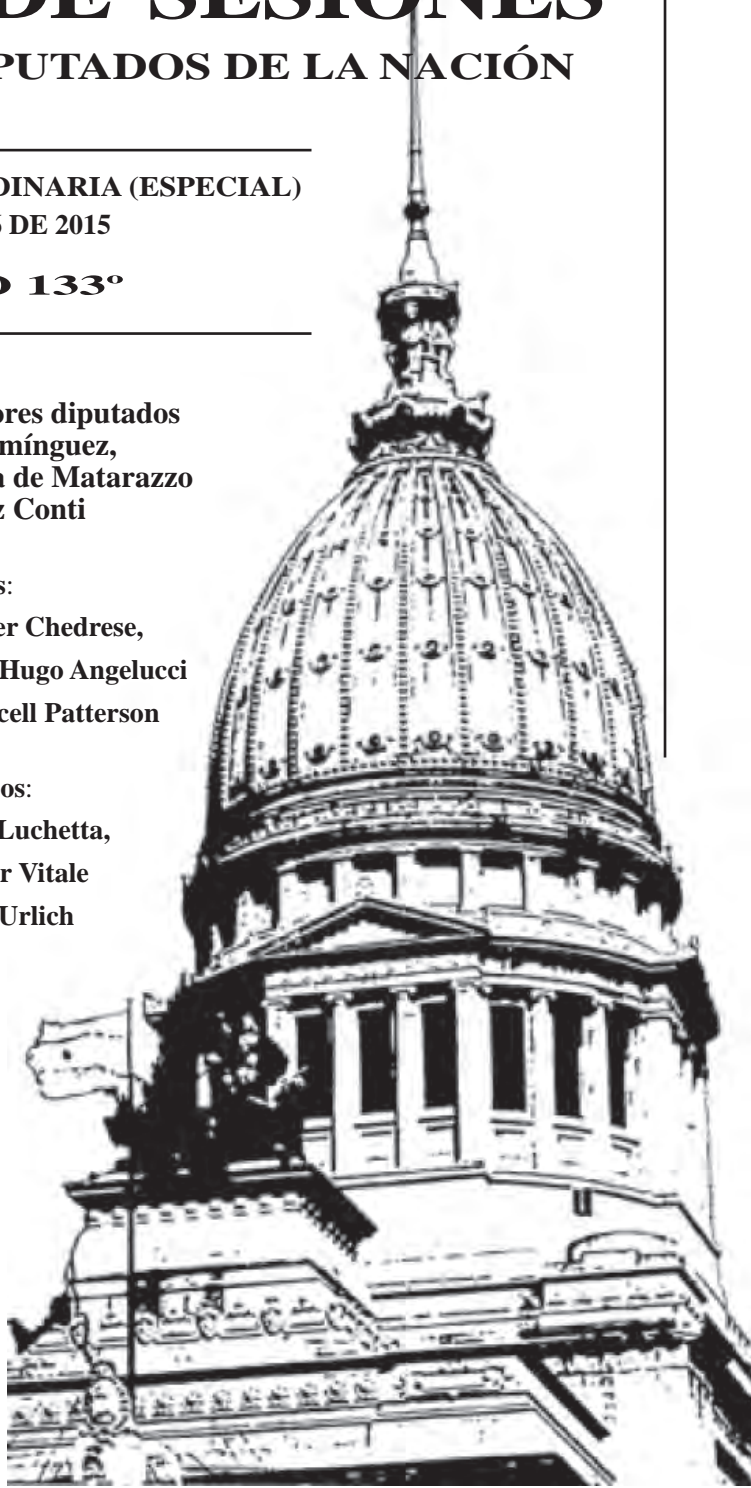 DE SESIONES
PUTADOS DE LA NACIÓN
DINARIA (ESPECIAL)
DE 2015
133º
ores diputados
mínguez,
a de Matarazzo
z Conti
s:
er Chedrese,
Hugo Angelucci
cell Patterson
os:
Luchetta,
r Vitale
Urlich